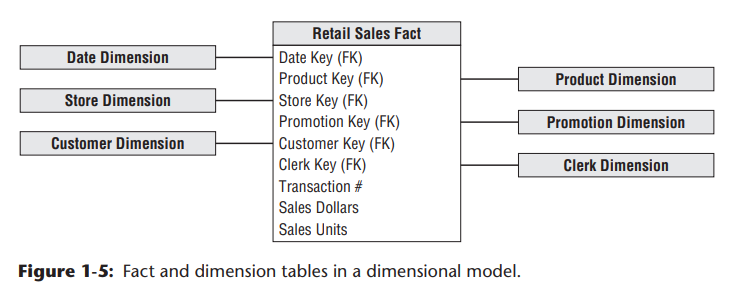 Retail Sales Fact
Date Dimension
Date Key (FK)
Product Key (FK)
Product Dimension
Store Dimension
Store Key (FK)
Promotion Key (FK)
Promotion Dimension
Customer Dimension
Customer Key (FK)
Clerk Key (FK)
Clerk Dimension
Transaction #
Sales Dollars
Sales Units
Figure 1-5: Fact and dimension tables in a dimensional model.